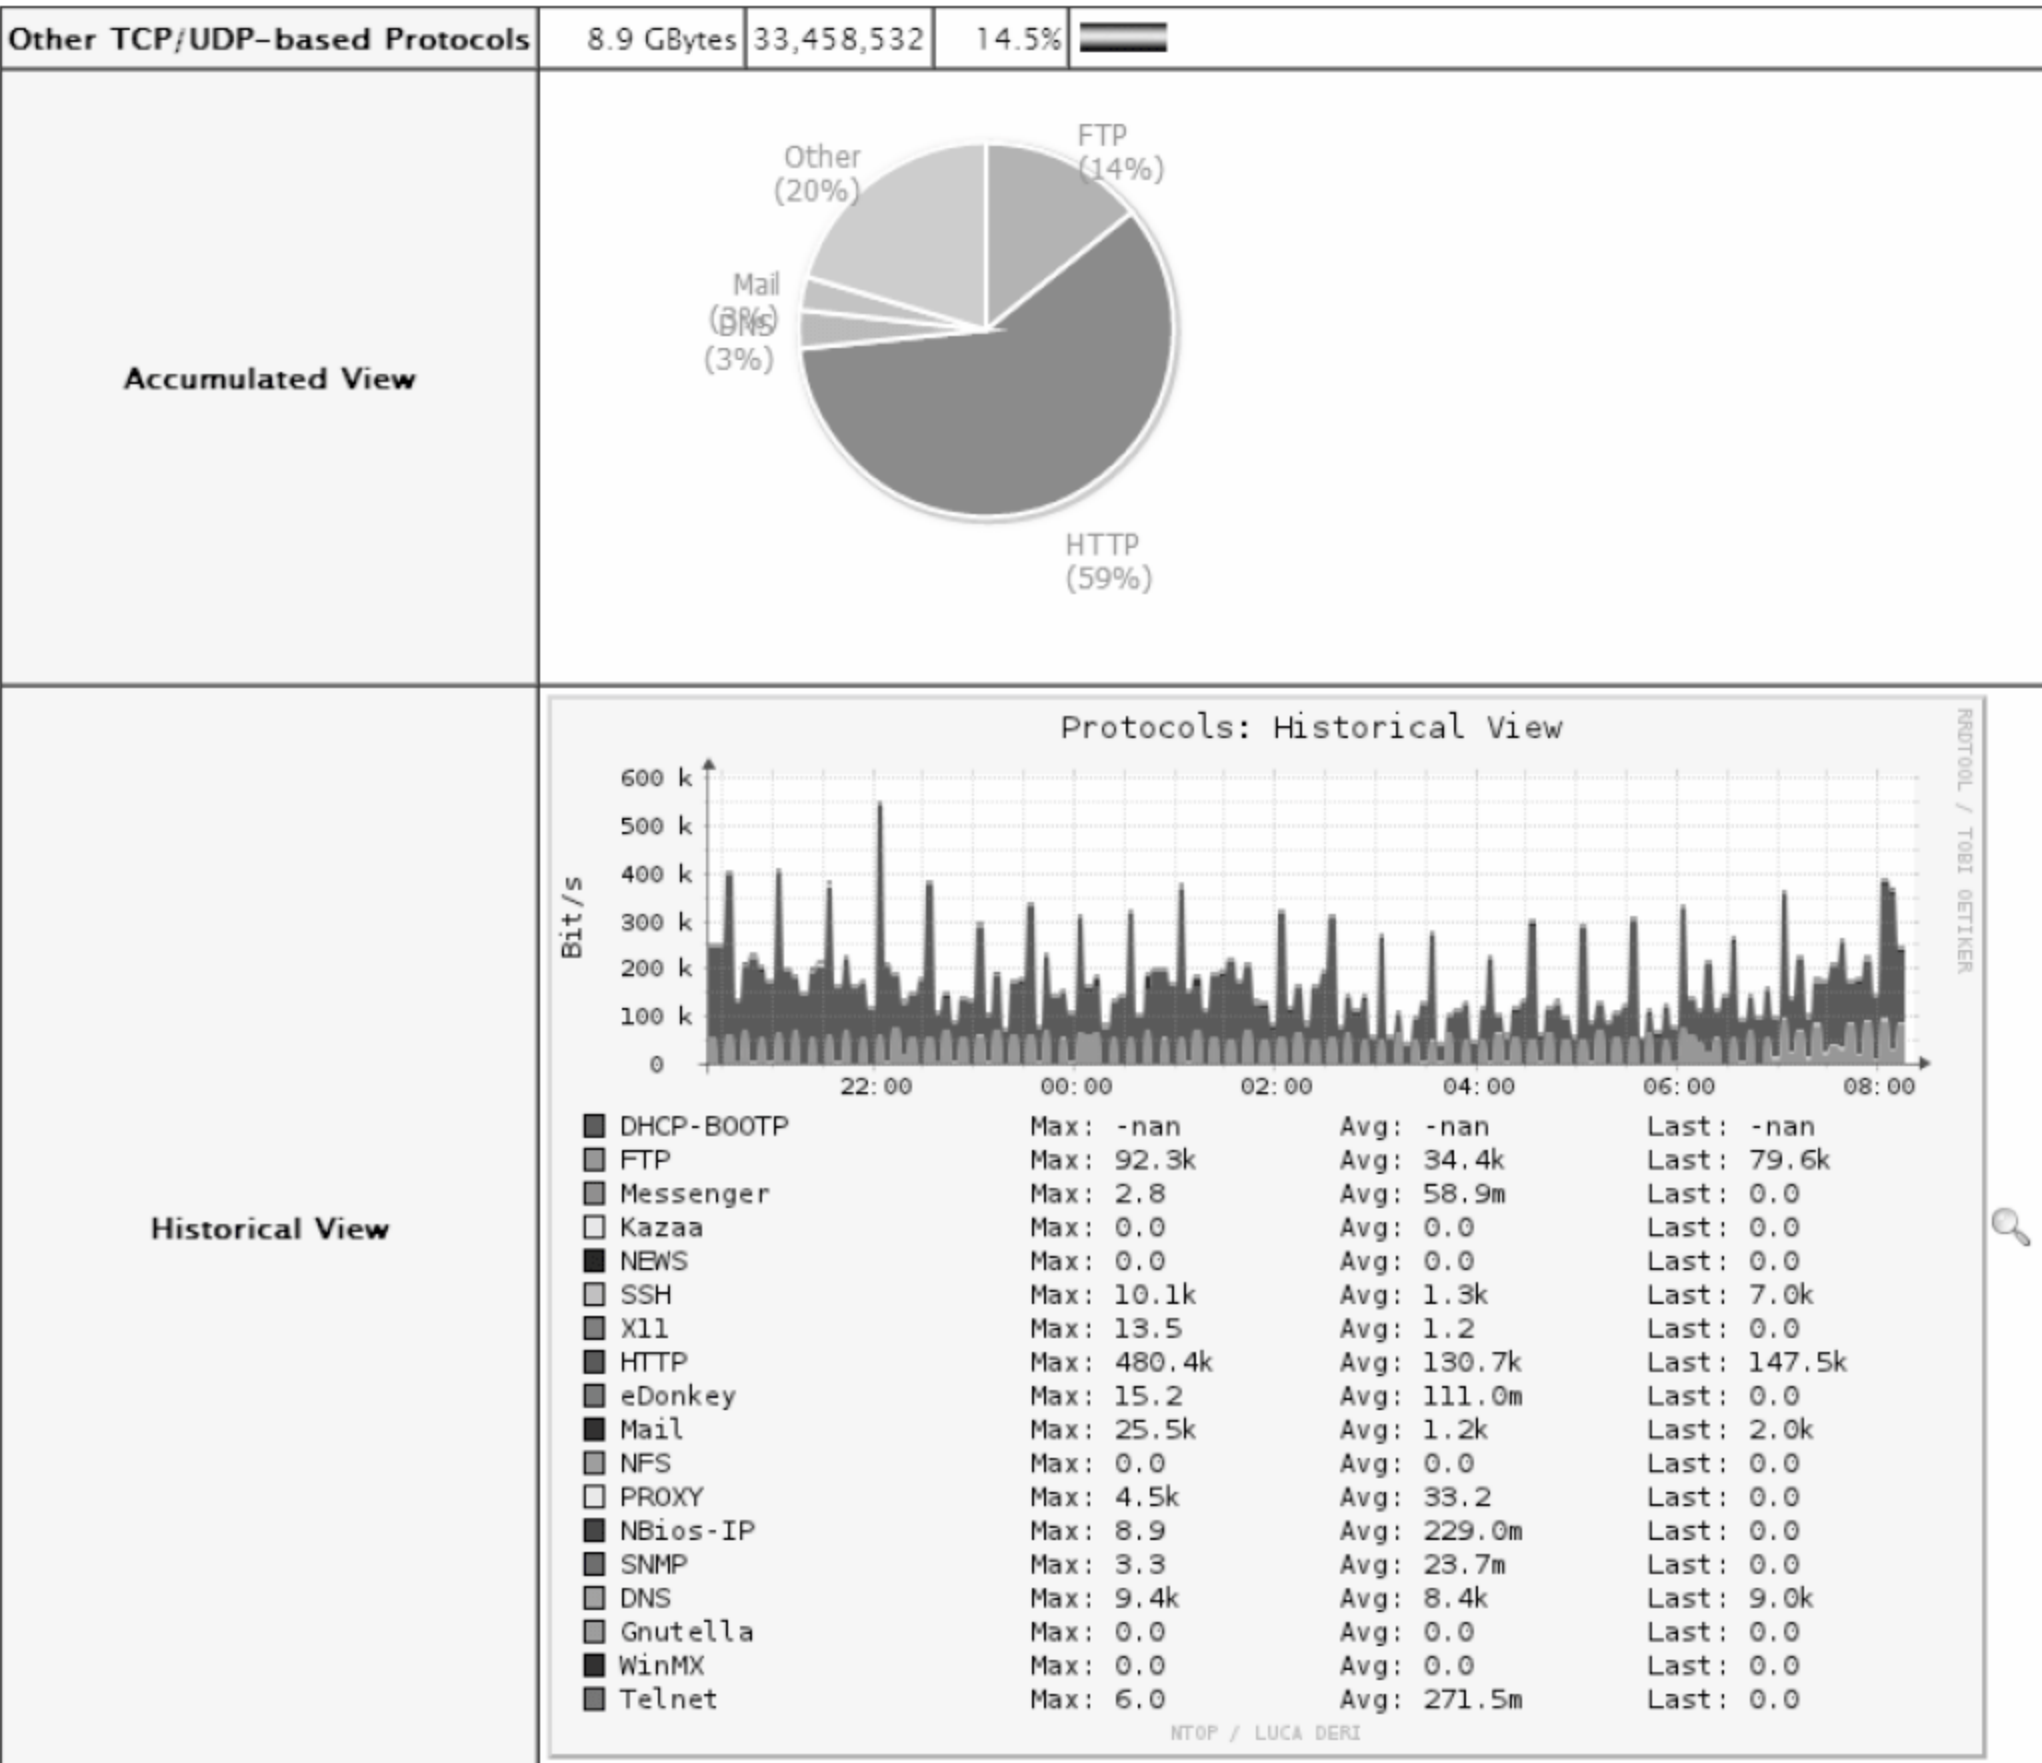 Other TCP/UDP-based Protocols 8.9 GBytes 33,458,532 14.5%
Accumulated View
FTP
(14%)
Other
(20%)
Mail
(3%)
DNS
(3%)
HTTP
(59%)
Historical View
Protocols: Historical View
RRDTOOL / TOBI OETIKER
Bit/s
600 k
500 k
400 k
300 k
200 k
100 k
0
22:00 00:00 02:00 04:00 06:00 08:00
DHCP-BOOTP Max: -nan Avg: -nan Last: -nan
FTP Max: 92.3k Avg: 34.4k Last: 79.6k
Messenger Max: 2.8 Avg: 58.9m Last: 0.0
Kazaa Max: 0.0 Avg: 0.0 Last: 0.0
NEWS Max: 0.0 Avg: 0.0 Last: 0.0
SSH Max: 10.1k Avg: 1.3k Last: 7.0k
X11 Max: 13.5 Avg: 1.2 Last: 0.0
HTTP Max: 480.4k Avg: 130.7k Last: 147.5k
eDonkey Max: 15.2 Avg: 111.0m Last: 0.0
Mail Max: 25.5k Avg: 1.2k Last: 2.0k
NFS Max: 0.0 Avg: 0.0 Last: 0.0
PROXY Max: 4.5k Avg: 33.2 Last: 0.0
NBios-IP Max: 8.9 Avg: 229.0m Last: 0.0
SNMP Max: 3.3 Avg: 23.7m Last: 0.0
DNS Max: 9.4k Avg: 8.4k Last: 9.0k
Gnutella Max: 0.0 Avg: 0.0 Last: 0.0
WinMX Max: 0.0 Avg: 0.0 Last: 0.0
Telnet Max: 6.0 Avg: 271.5m Last: 0.0
NTOP / LUCA DERI